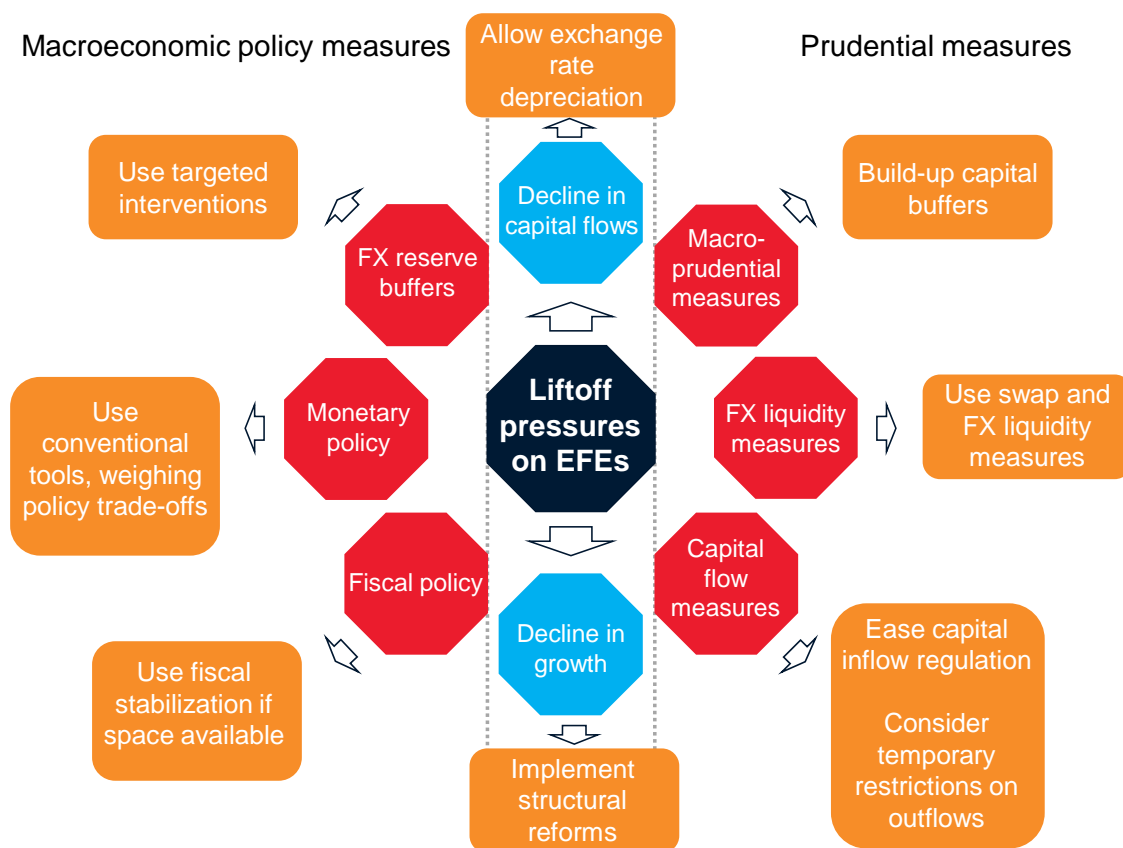 Macroeconomic policy measures
Allow exchange
rate
depreciation
Prudential measures
Use targeted
interventions
Decline in
capital flows
Build-up capital
buffers
FX reserve
buffers
Macro-
prudential
measures
Use
conventional
tools, weighing
policy trade-offs
Monetary
policy
Liftoff
pressures
on EFEs
FX liquidity
measures
Use swap and
FX liquidity
measures
Fiscal policy
Capital
flow
measures
Use fiscal
stabilization if
space available
Decline in
growth
Ease capital
inflow regulation
Consider
temporary
restrictions on
outflows
Implement
structural
reforms